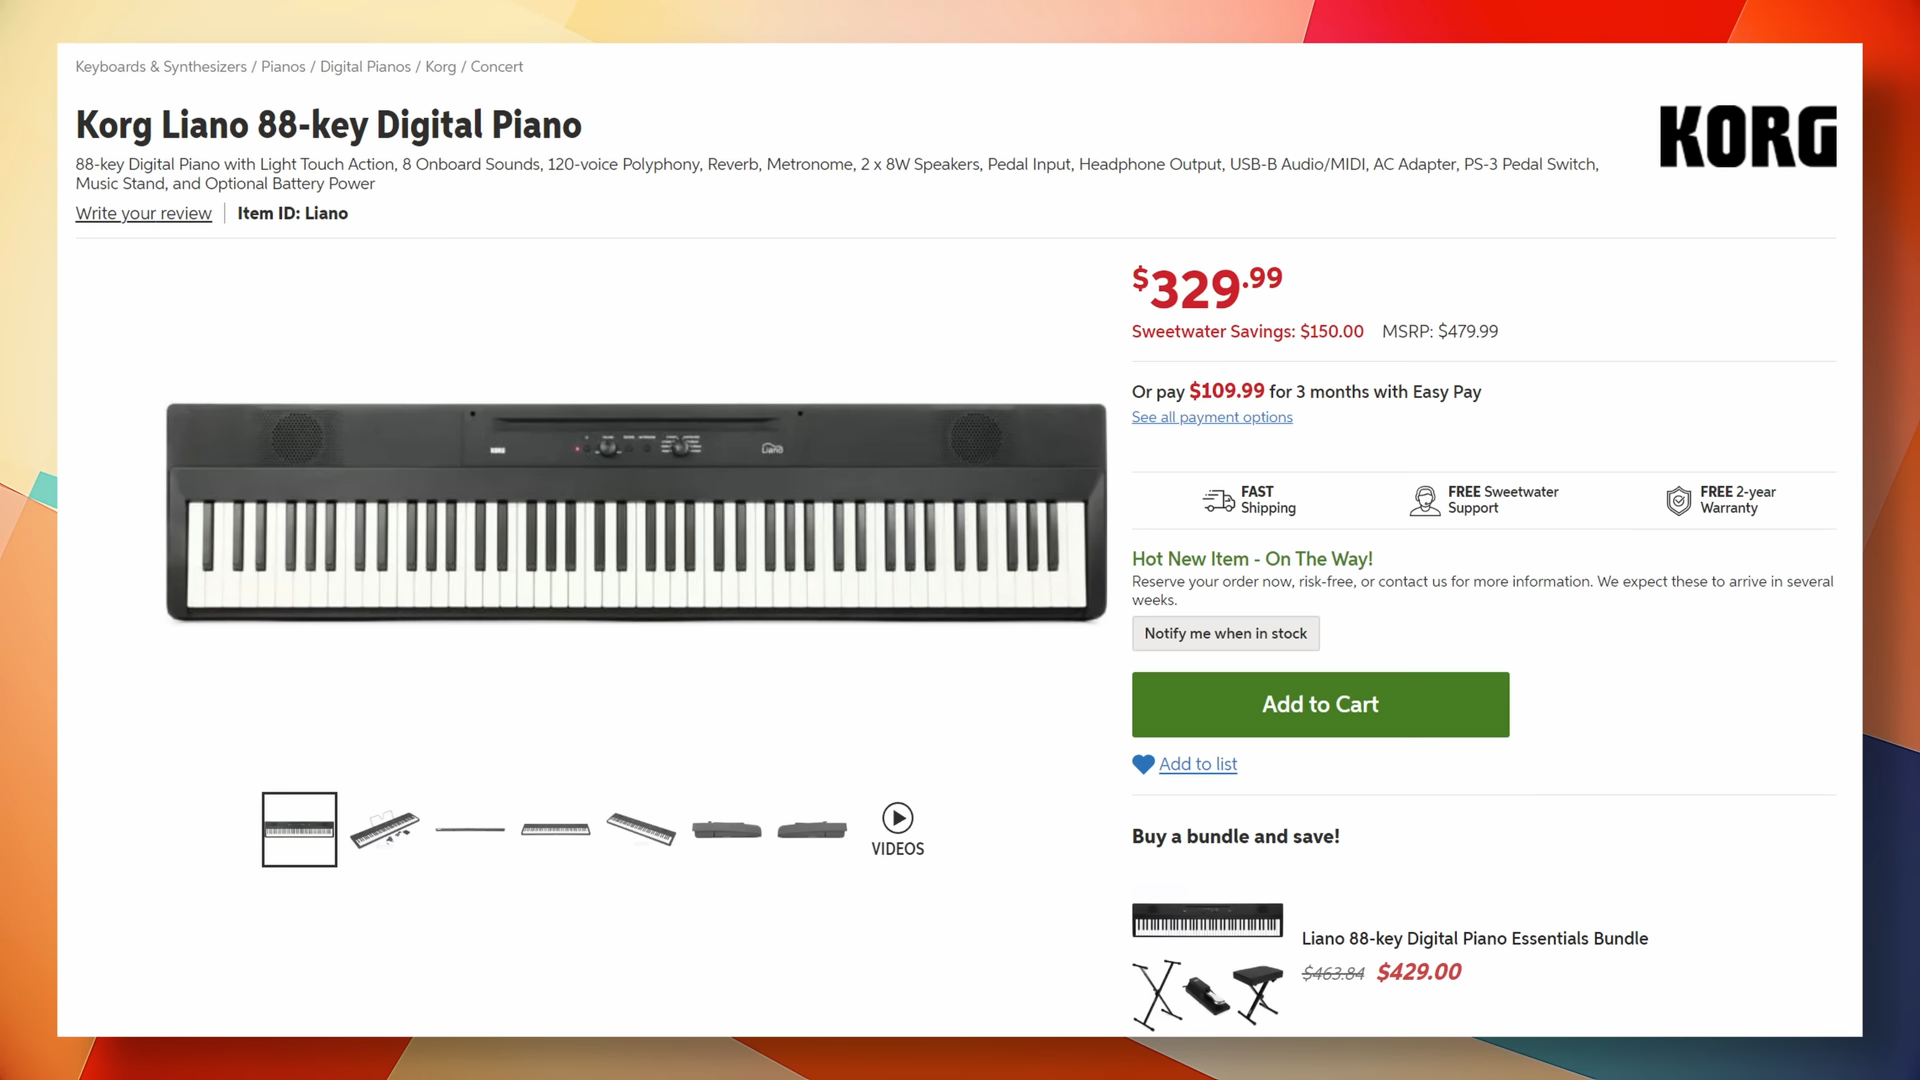 Keyboards & Synthesizers / Pianos / Digital Pianos / Korg / Concert
Korg Liano 88-key Digital Piano
KORG
88-key Digital Piano with Light Touch Action, 8 Onboard Sounds, 120-voice Polyphony, Reverb, Metronome, 2 x 8W Speakers, Pedal Input, Headphone Output, USB-B Audio/MIDI, AC Adapter, PS-3 Pedal Switch,
Music Stand, and Optional Battery Power
Write your review
Item ID: Liano
$329.99
Sweetwater Savings: $150.00 MSRP: $479.99
Or pay $109.99 for 3 months with Easy Pay
See all payment options
KORG
Liano
FAST
Shipping
FREE Sweetwater
Support
FREE 2-year
Warranty
Hot New Item - On The Way!
Reserve your order now, risk-free, or contact us for more information. We expect these to arrive in several
weeks.
Notify me when in stock
Add to Cart
Add to list
VIDEOS
Buy a bundle and save!
Liano 88-key Digital Piano Essentials Bundle
$463.84 $429.00